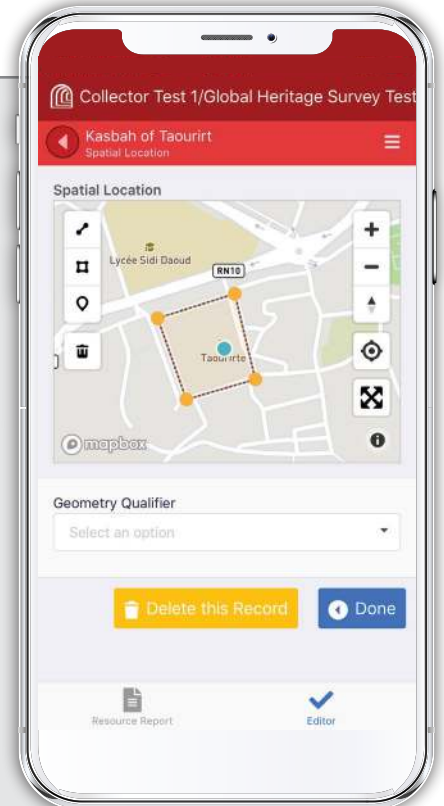 Collector Test 1/Global Heritage Survey Test
Kasbah of Taourirt
Spatial Location
Spatial Location
Lycée Sidi Daoud
RN10
Taourirte
mapbox
Geometry Qualifier
Select an option
Delete this Record
Done
Resource Report
Editor